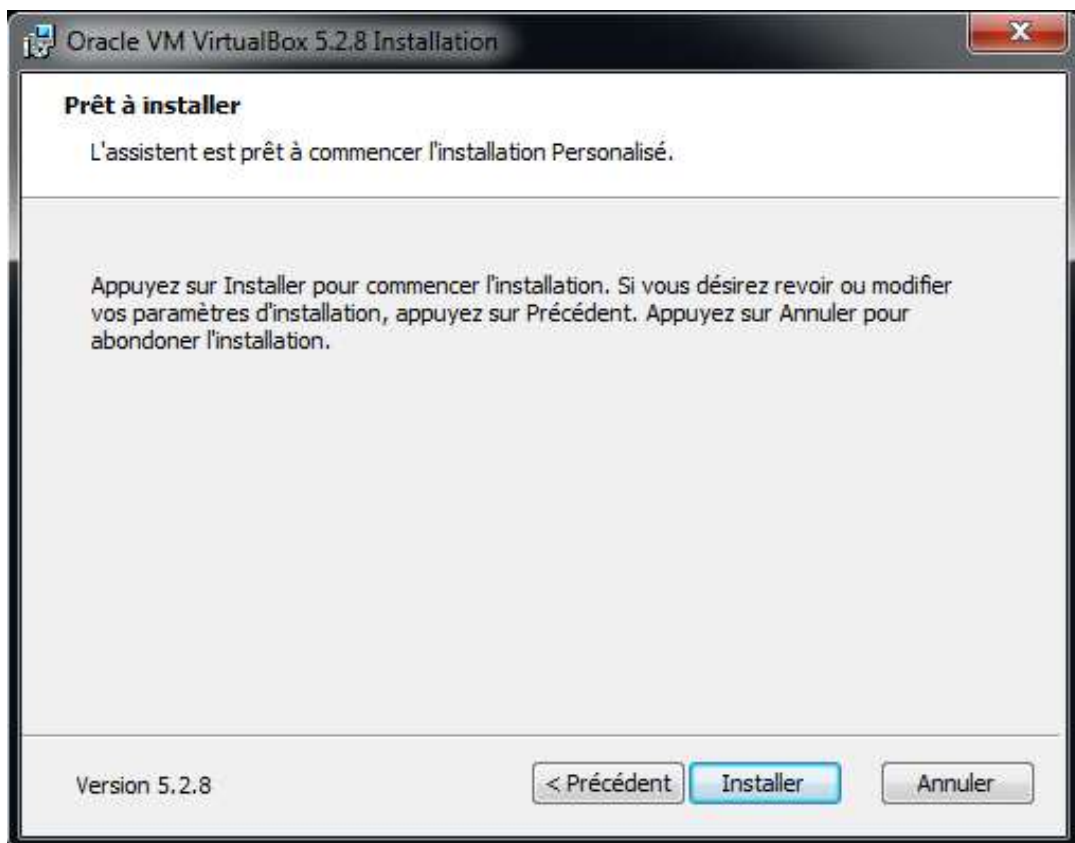 Oracle VM VirtualBox 5.2.8 Installation
Prêt à installer
L'assistent est prêt à commencer l'installation Personalisé.
Appuyez sur Installer pour commencer l'installation. Si vous désirez revoir ou modifier
vos paramètres d'installation, appuyez sur Précédent. Appuyez sur Annuler pour
abondoner l'installation.
Version 5.2.8
< Précédent
Installer
Annuler